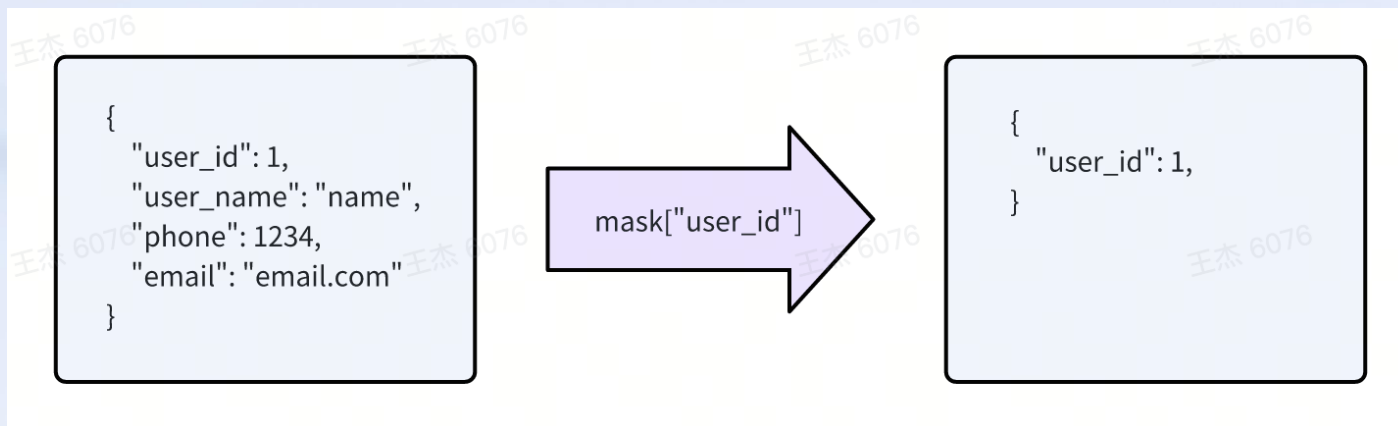 王杰 6076
王杰 6076
王杰 6076
王杰 6076
{
"user_id": 1,
"user_name": "name",
"phone": 1234,
"email": "email.com"
}
mask["user_id"]
{
"user_id": 1,
}
王杰 6076
王杰 6076
王杰 6076
王杰 6076